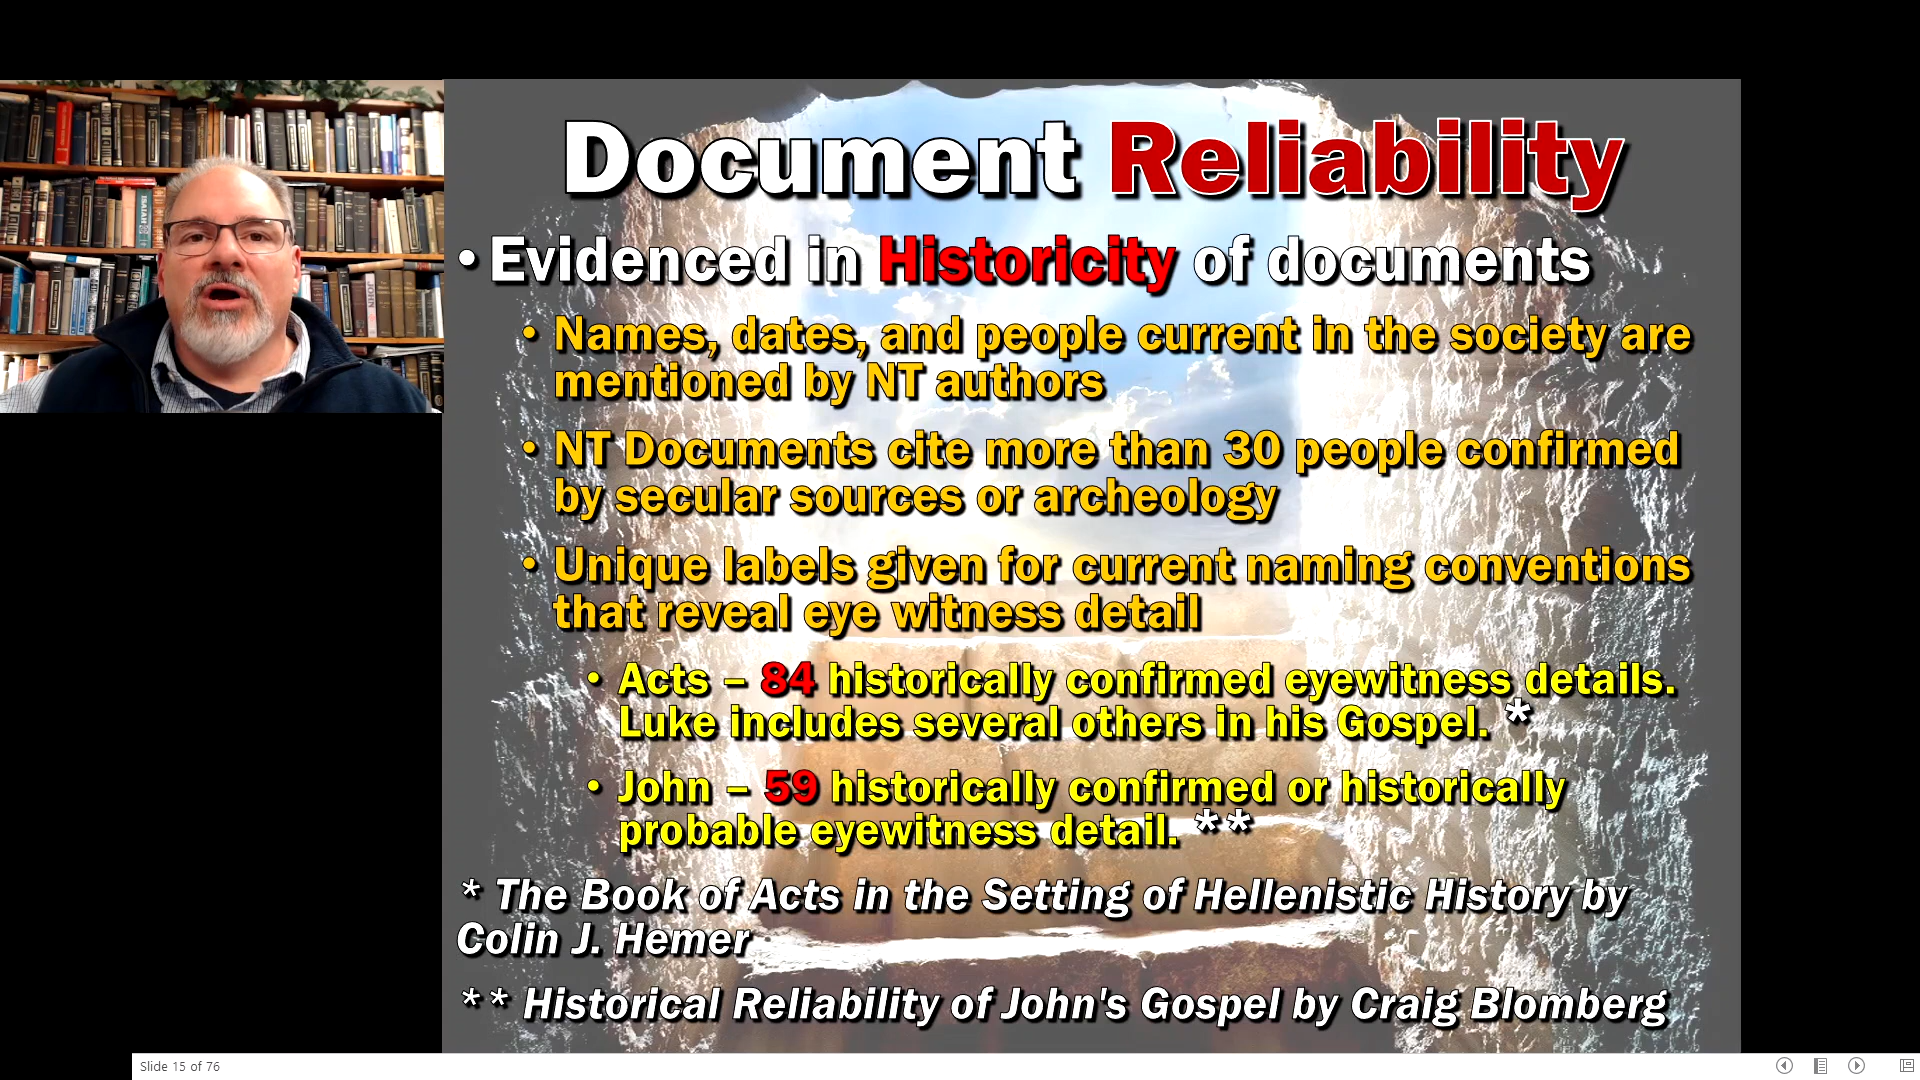 Document Reliability
• Evidenced in Historicity of documents
• Names, dates, and people current in the society are
mentioned by NT authors
• NT Documents cite more than 30 people confirmed
by secular sources or archeology
• Unique labels given for current naming conventions
that reveal eye witness detail
• Acts – 84 historically confirmed eyewitness details.
Luke includes several others in his Gospel. *
• John – 59 historically confirmed or historically
probable eyewitness detail. **
* The Book of Acts in the Setting of Hellenistic History by
Colin J. Hemer
** Historical Reliability of John's Gospel by Craig Blomberg
Slide 15 of 76
ISAIAH
JOHN